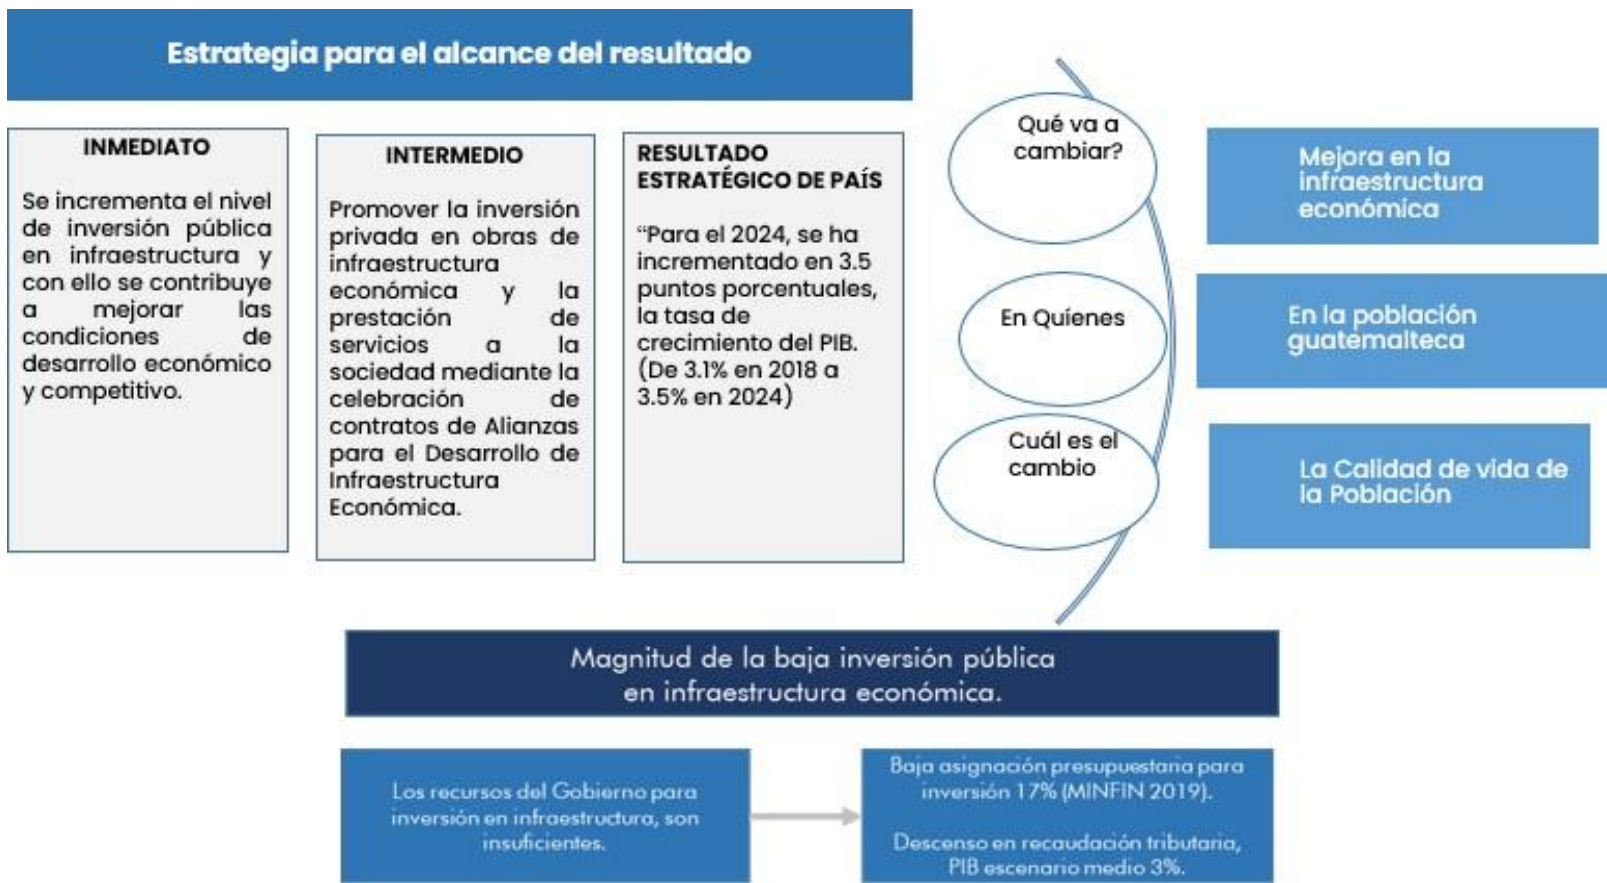 Estrategia para el alcance del resultado
INMEDIATO
Se incrementa el nivel
de inversión pública
en infraestructura y
con ello se contribuye
a mejorar las
condiciones de
desarrollo económico
y competitivo.
INTERMEDIO
Promover la inversión
privada en obras de
infraestructura
económica y la
prestación de
servicios a la
sociedad mediante la
celebración de
contratos de Alianzas
para el Desarrollo de
Infraestructura
Económica.
RESULTADO
ESTRATÉGICO DE PAÍS
“Para el 2024, se ha
incrementado en 3.5
puntos porcentuales,
la tasa de
crecimiento del PIB.
(De 3.1% en 2018 a
3.5% en 2024)
Qué va a
cambiar?
Mejora en la
infraestructura
económica
En Quíenes
En la población
guatemalteca
Cuál es el
cambio
La Calidad de vida de
la Población
Magnitud de la baja inversión pública
en infraestructura económica.
Los recursos del Gobierno para
inversión en infraestructura, son
insuficientes.
Baja asignación presupuestaria para
inversión 17% (MINFIN 2019).
Descenso en recaudación tributaria,
PIB escenario medio 3%.